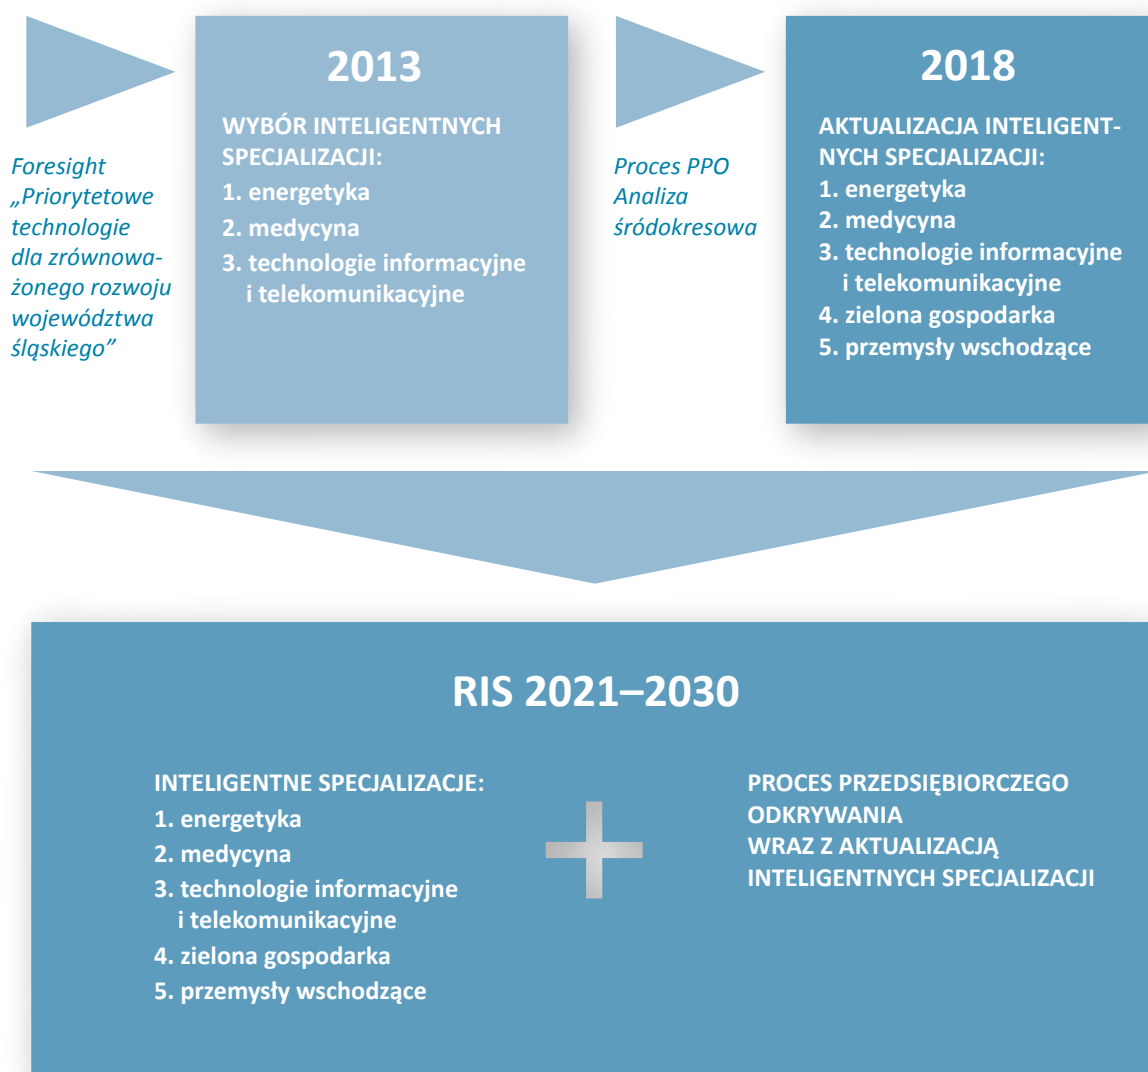 Foresight
„Priorytetowe
technologie
dla zrównowa-
żonego rozwoju
województwa
śląskiego”
2013
WYBÓR INTELIGENTNYCH
SPECJALIZACJI:
1. energetyka
2. medycyna
3. technologie informacyjne
i telekomunikacyjne
Proces PPO
Analiza
śródokresowa
2018
AKTUALIZACJA INTELIGENT-
NYCH SPECJALIZACJI:
1. energetyka
2. medycyna
3. technologie informacyjne
i telekomunikacyjne
4. zielona gospodarka
5. przemysły wschodzące
RIS 2021–2030
INTELIGENTNE SPECJALIZACJE:
1. energetyka
2. medycyna
3. technologie informacyjne
i telekomunikacyjne
4. zielona gospodarka
5. przemysły wschodzące
PROCES PRZEDSIĘBIORCZEGO
ODKRYWANIA
WRAZ Z AKTUALIZACJĄ
INTELIGENTNYCH SPECJALIZACJI